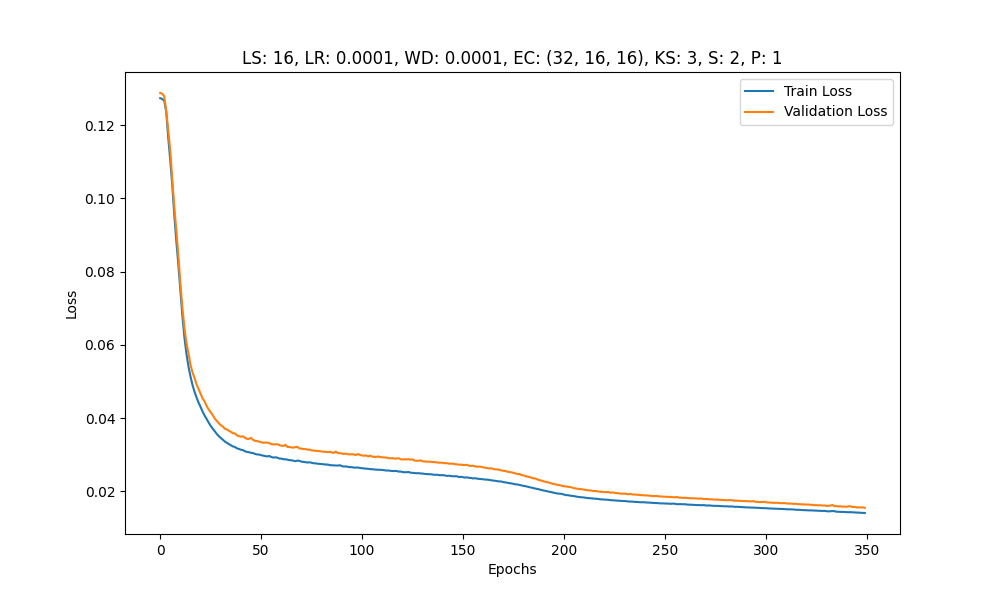 LS: 16, LR: 0.0001, WD: 0.0001, EC: (32, 16, 16), KS: 3, S: 2, P: 1
Train Loss
Validation Loss
0.12
0.10
0.08
0.06
0.04
0.02
Loss
0 50 100 150 200 250 300 350
Epochs